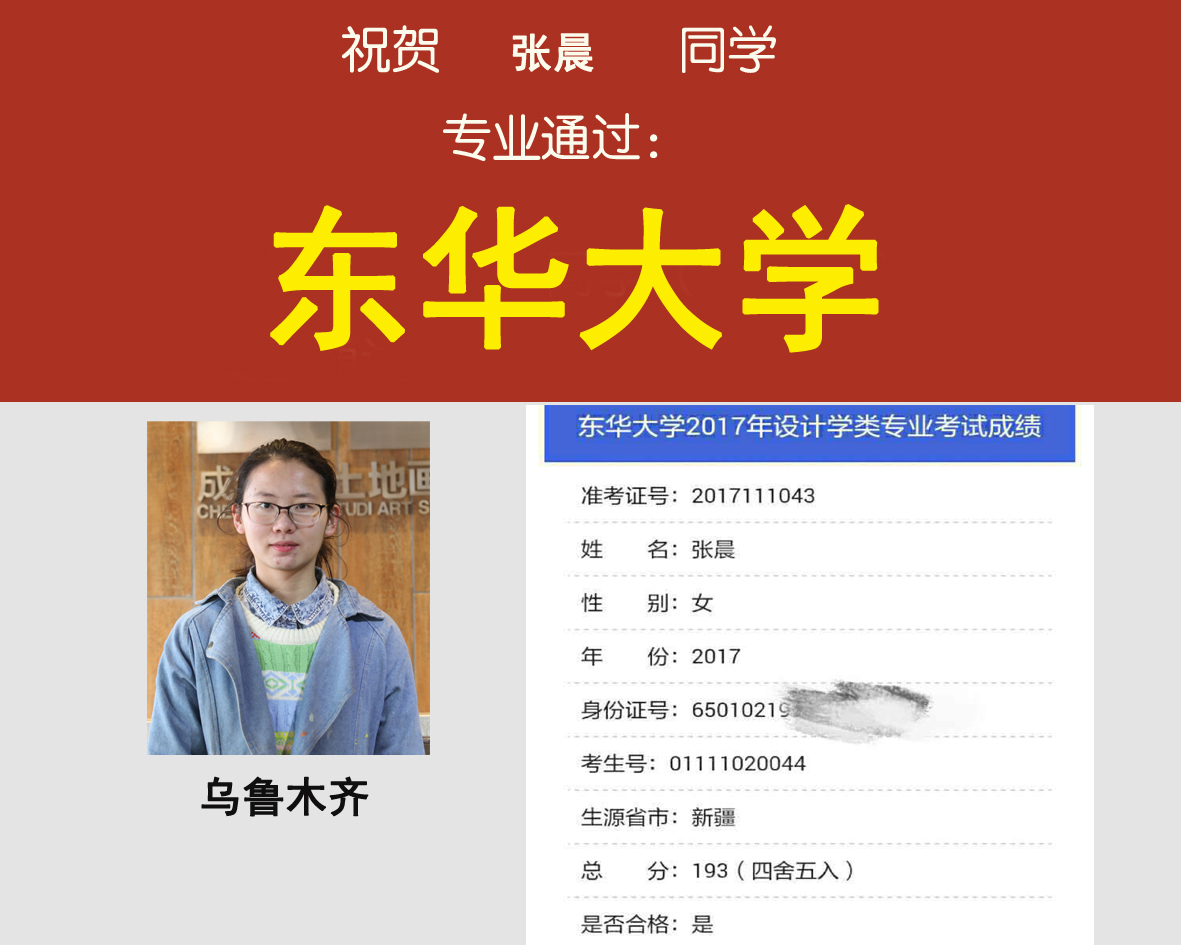 祝贺 张晨 同学
专业通过：
东华大学
成 土地画
CHE TUDI ART S
乌鲁木齐
东华大学2017年设计学类专业考试成绩
准考证号：2017111043
姓 名：张晨
性 别：女
年 份：2017
身份证号：65010219
考生号：01111020044
生源省市：新疆
总 分：193（四舍五入）
是否合格：是